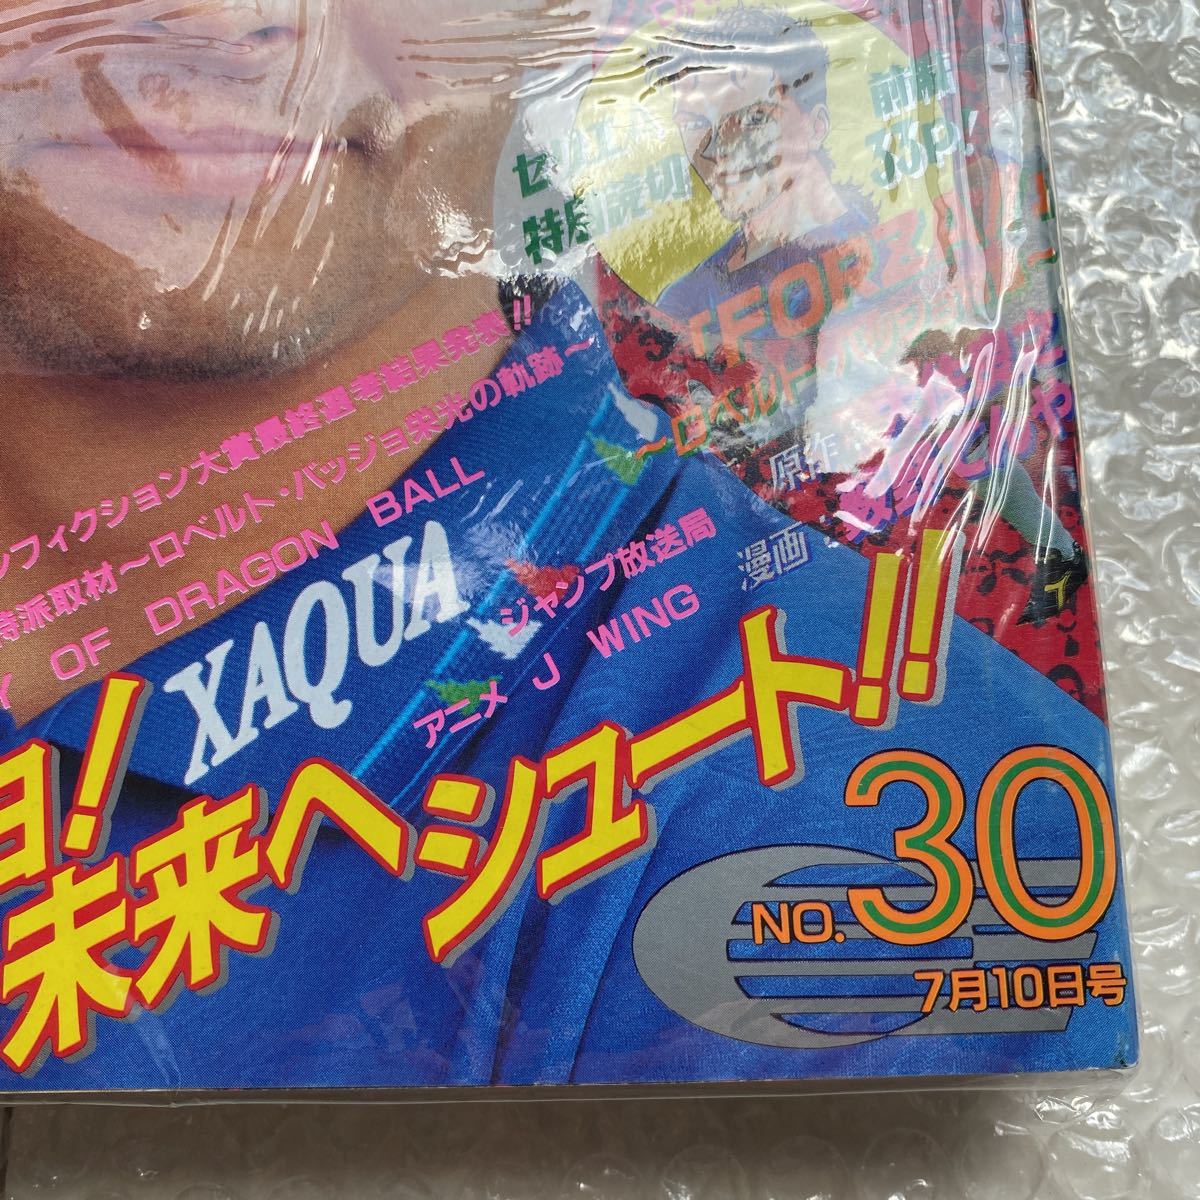 セリエA
特別読切
前編
33P!
「FORZA
〜ロベルト・バッジョ
原作・
漫画・
ンフィクション大賞最終選考結果発表!!
特派取材〜ロベルト・バッジョ栄光の軌跡〜
Y OF DRAGON BALL
ジャンプ放送局
アニメ J WING
XAQUA
ョ!
未来へシュート!!
NO.30
7月10日号